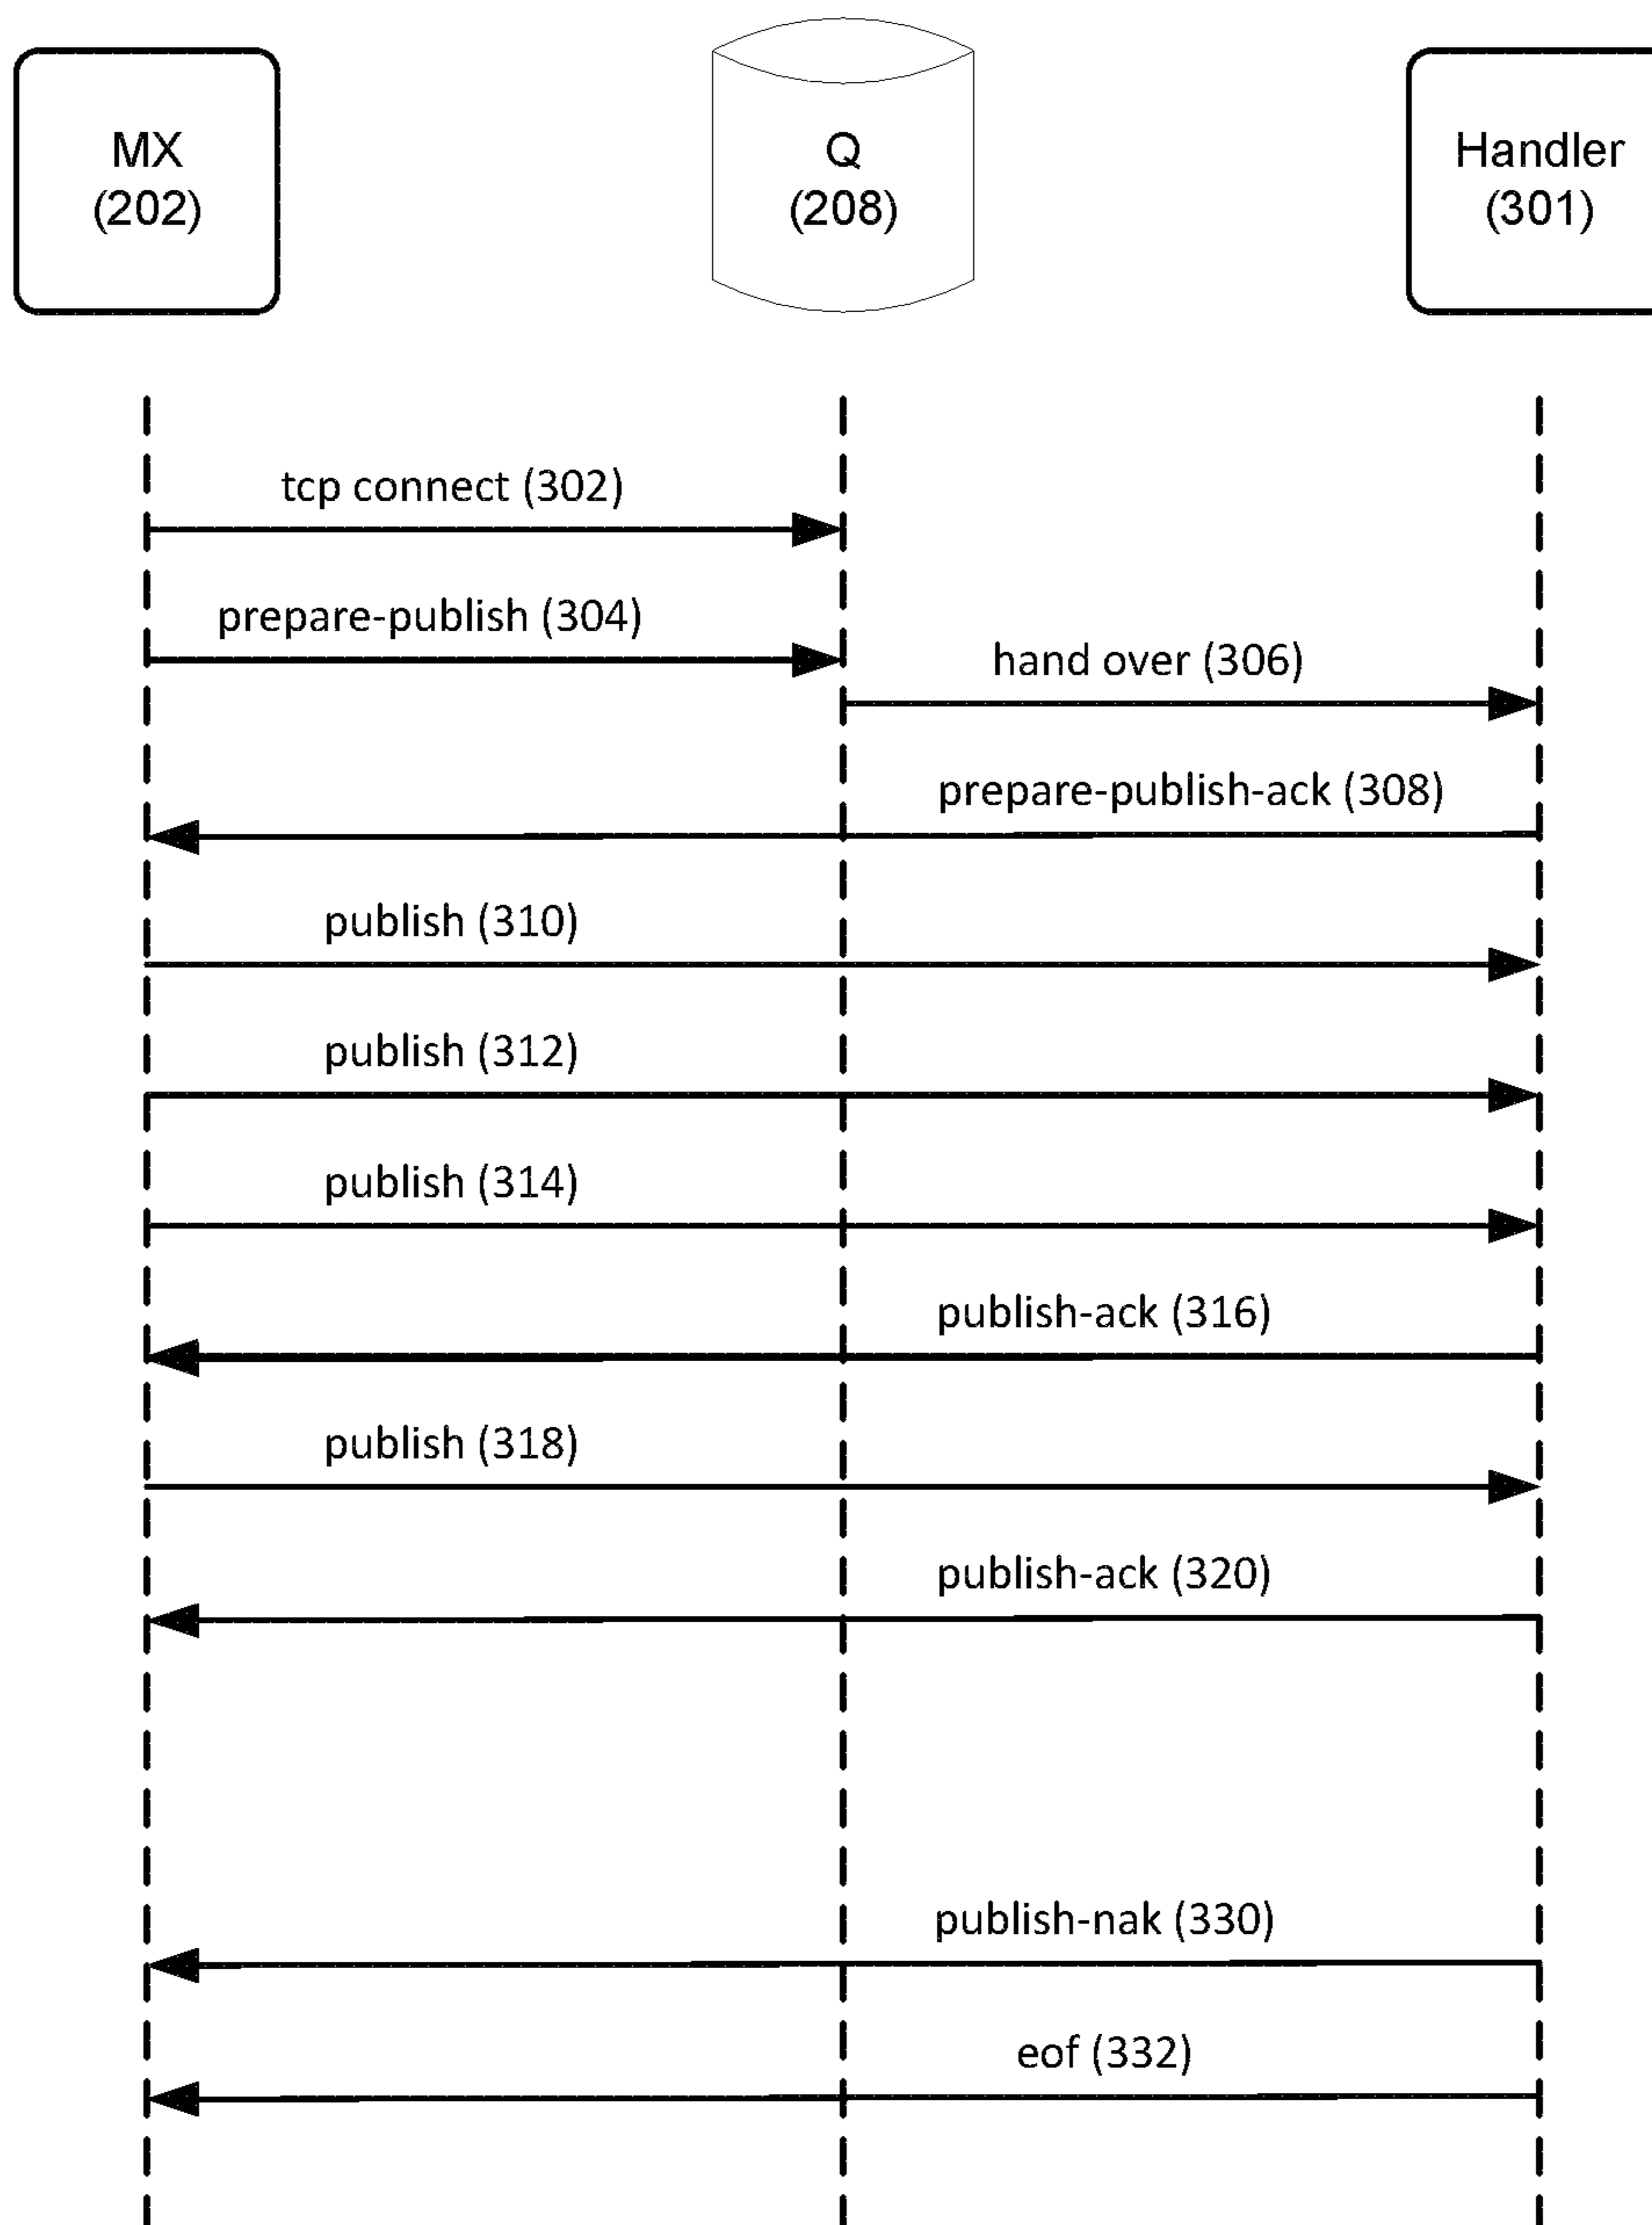 MX
(202)
Q
(208)
Handler
(301)
tcp connect (302)
prepare-publish (304)
hand over (306)
prepare-publish-ack (308)
publish (310)
publish (312)
publish (314)
publish-ack (316)
publish (318)
publish-ack (320)
publish-nak (330)
eof (332)